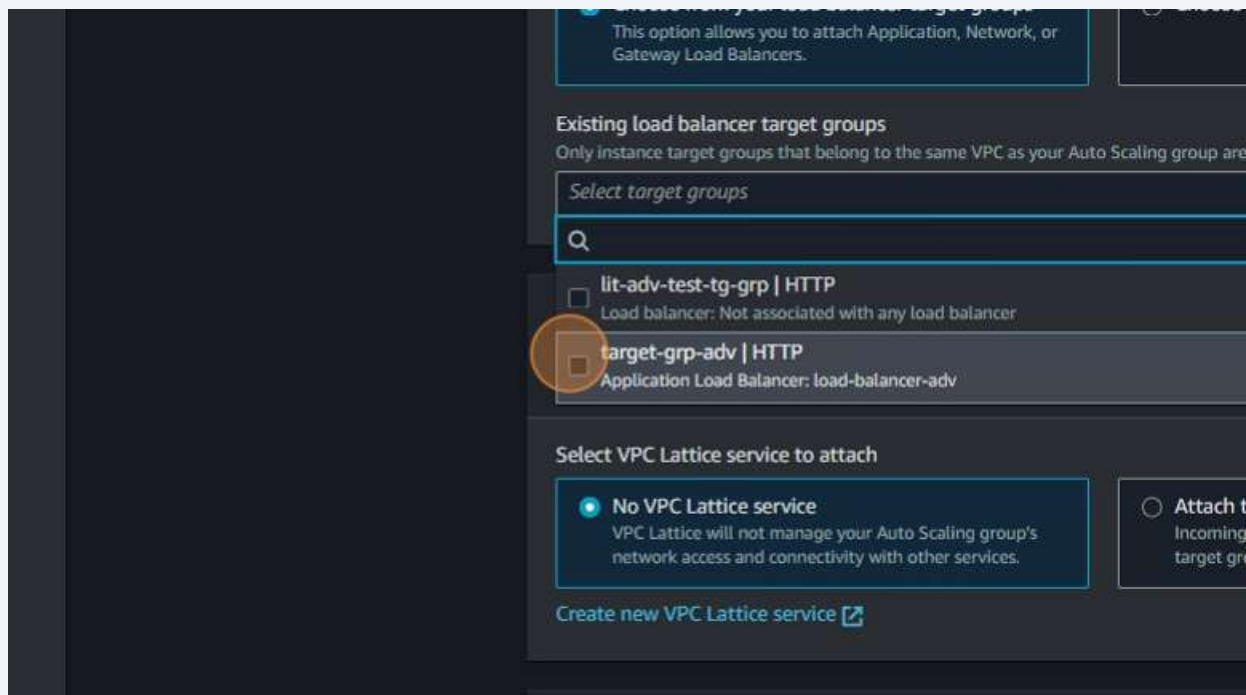 This option allows you to attach Application, Network, or
Gateway Load Balancers.
Existing load balancer target groups
Only instance target groups that belong to the same VPC as your Auto Scaling group are
Select target groups
lit-adv-test-tg-grp | HTTP
Load balancer: Not associated with any load balancer
target-grp-adv | HTTP
Application Load Balancer: load-balancer-adv
Select VPC Lattice service to attach
No VPC Lattice service
VPC Lattice will not manage your Auto Scaling group's
network access and connectivity with other services.
Attach t
Incoming
target gr
Create new VPC Lattice service